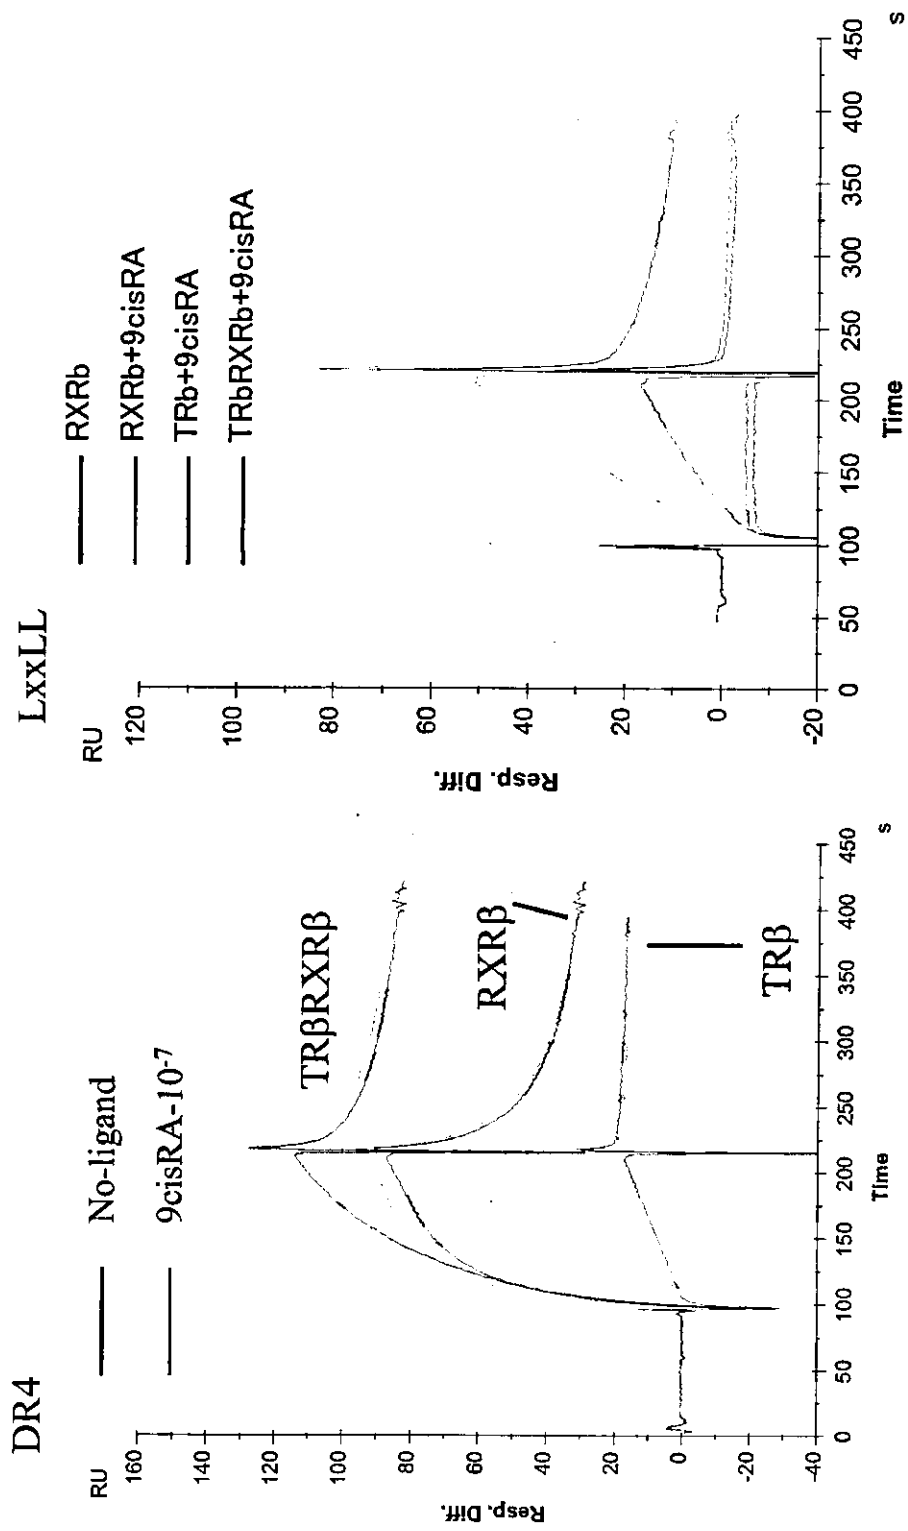 DR4
No-ligand
9cisRA-10-7
RU
160
140
120
100
80
60
40
20
0
-20
-40
Resp. Diff.
TRβRXRβ
RXRβ
TRβ
0 50 100 150 200 250 300 350 400 450
Time
s
LxxLL
RXRb
RXRb+9cisRA
TRb+9cisRA
TRbRXRb+9cisRA
RU
120
100
80
60
40
20
0
-20
Resp. Diff.
0 50 100 150 200 250 300 350 400 450
Time
s